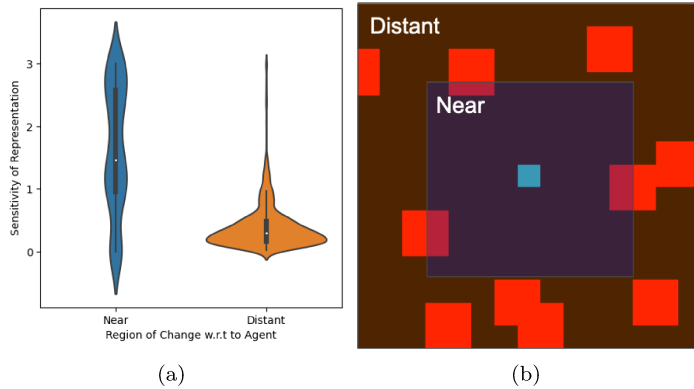 Sensitivity of Representation
3
2
1
0
Near
Distant
Region of Change w.r.t to Agent
(a)
Distant
Near
(b)